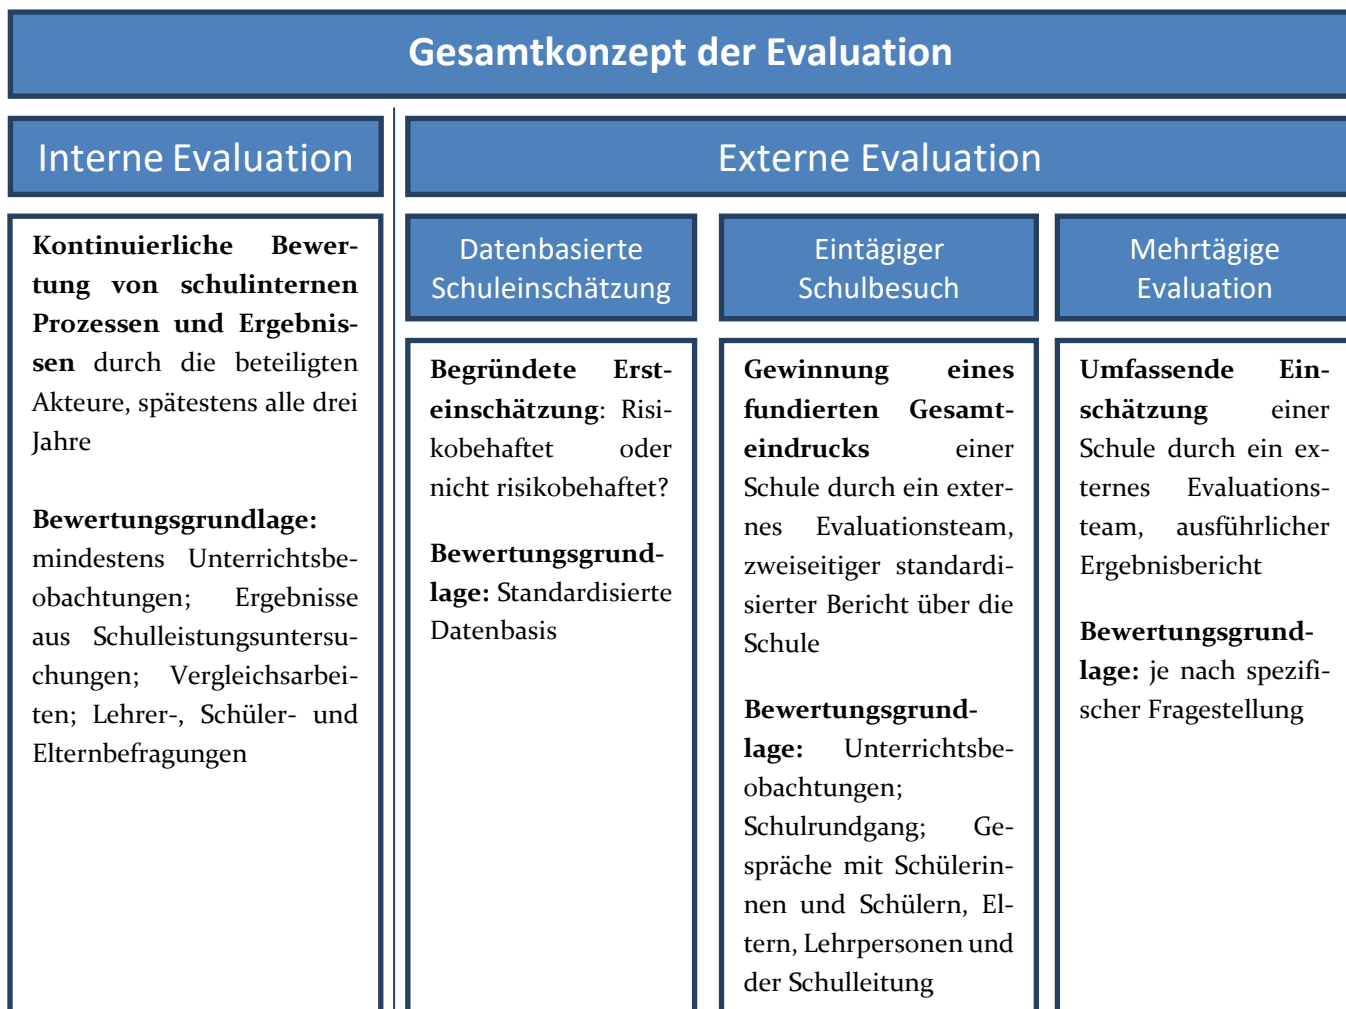 Gesamtkonzept der Evaluation
Interne Evaluation
Kontinuierliche Bewer-
tung von schulinternen
Prozessen und Ergebnis-
sen durch die beteiligten
Akteure, spätestens alle drei
Jahre
Bewertungsgrundlage:
mindestens Unterrichtsbe-
obachtungen; Ergebnisse
aus Schulleistungsuntersu-
chungen; Vergleichsarbei-
ten; Lehrer-, Schüler- und
Elternbefragungen
Externe Evaluation
Datenbasierte
Schuleinschätzung
Begründete Erst-
einschätzung: Risi-
kobehaftet oder
nicht risikobehaftet?
Bewertungsgrund-
lage: Standardisierte
Datenbasis
Eintägiger
Schulbesuch
Gewinnung eines
fundierten Gesamt-
eindrucks einer
Schule durch ein exter-
nes Evaluationsteam,
zweiseitiger standardi-
sierter Bericht über die
Schule
Bewertungsgrund-
lage: Unterrichtsbe-
obachtungen;
Schulrundgang; Ge-
spräche mit Schülerin-
nen und Schülern, El-
tern, Lehrpersonen und
der Schulleitung
Mehrtägige
Evaluation
Umfassende Ein-
schätzung einer
Schule durch ein ex-
ternes Evaluations-
team, ausführlicher
Ergebnisbericht
Bewertungsgrund-
lage: je nach spezifi-
scher Fragestellung